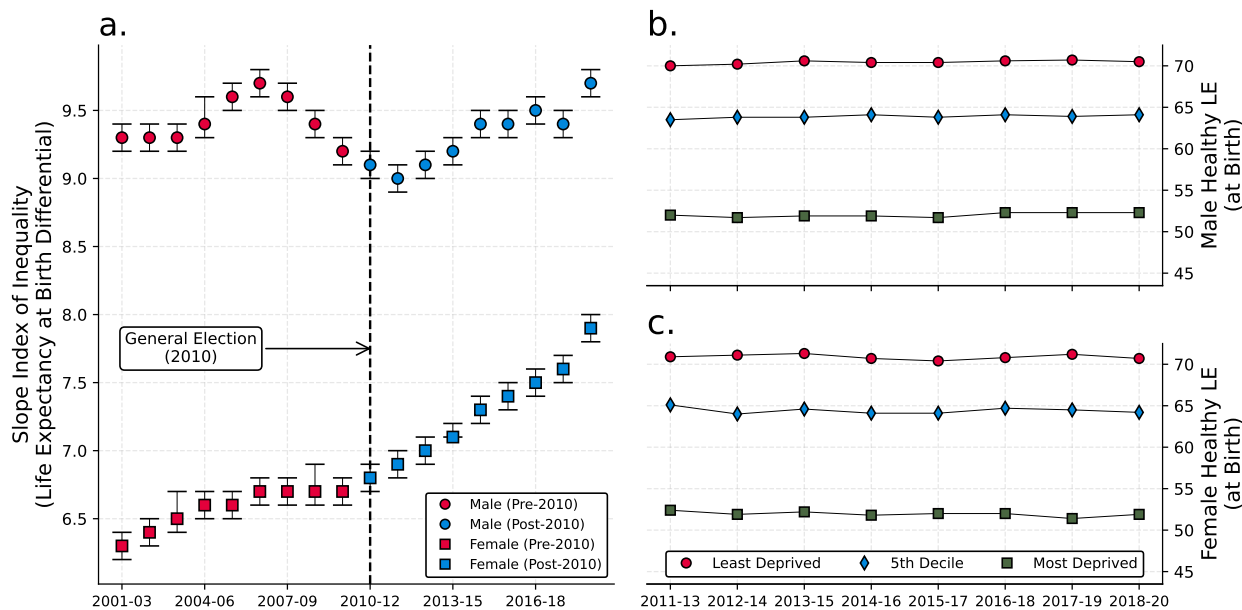 a.
Slope Index of Inequality
(Life Expectancy at Birth Differential)
9.5
9.0
8.5
8.0
7.5
7.0
6.5
General Election
(2010)
Male (Pre-2010)
Male (Post-2010)
Female (Pre-2010)
Female (Post-2010)
2001-03 2004-06 2007-09 2010-12 2013-15 2016-18
b.
70
65
60
55
50
45
Male Healthy LE
(at Birth)
c.
70
65
60
55
50
45
Female Healthy LE
(at Birth)
Least Deprived 5th Decile Most Deprived
2011-13 2012-14 2013-15 2014-16 2015-17 2016-18 2017-19 2018-20